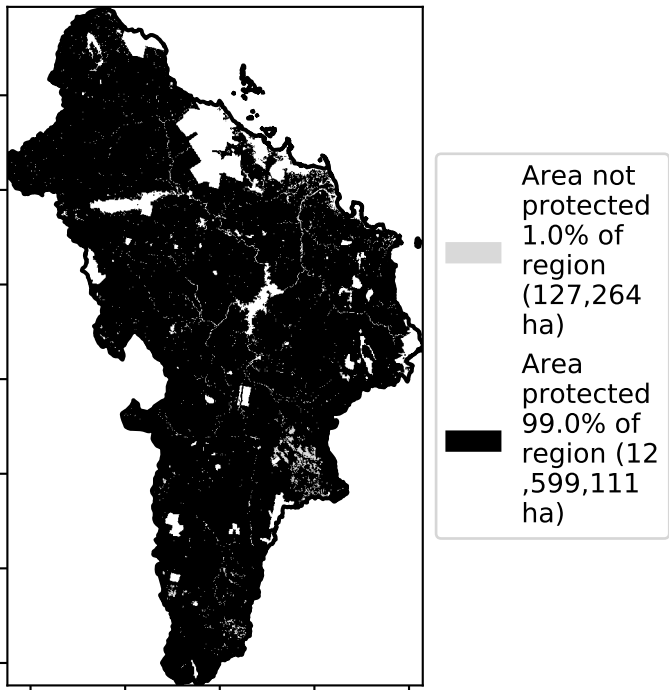 Area not
protected
1.0% of
region
(127,264
ha)
Area
protected
99.0% of
region (12
,599,111
ha)